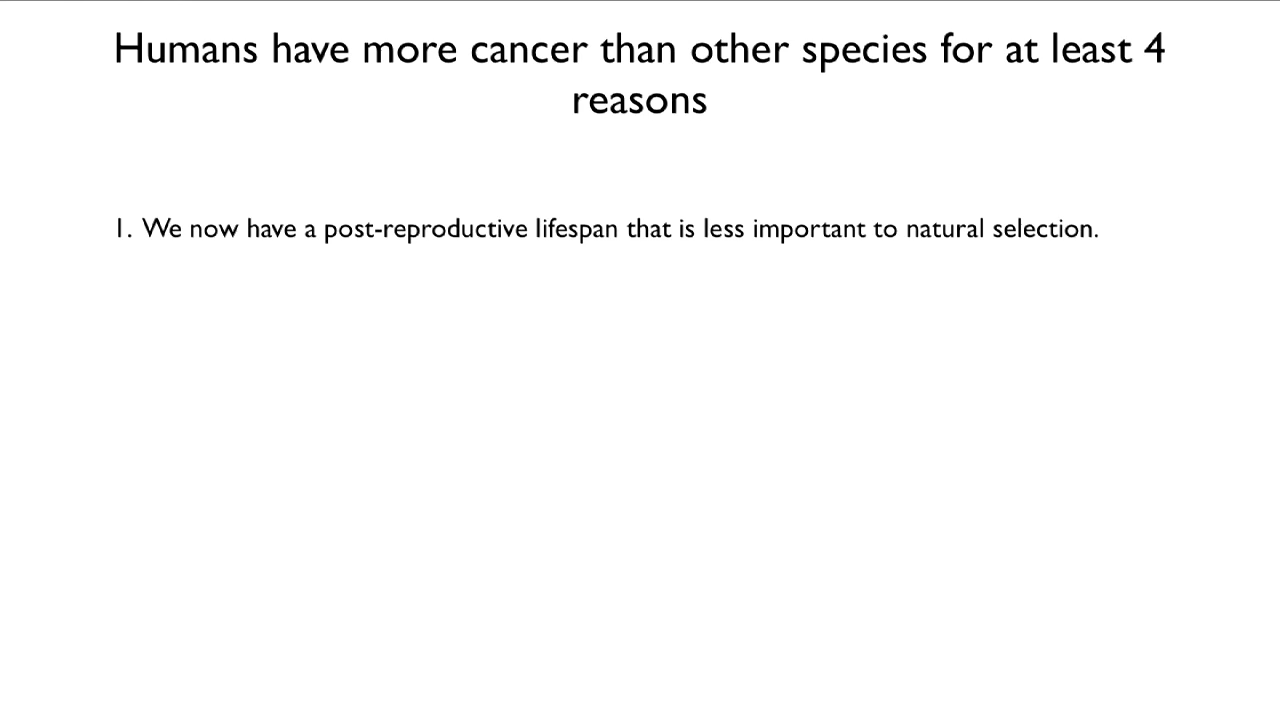 Humans have more cancer than other species for at least 4
reasons
1. We now have a post-reproductive lifespan that is less important to natural selection.